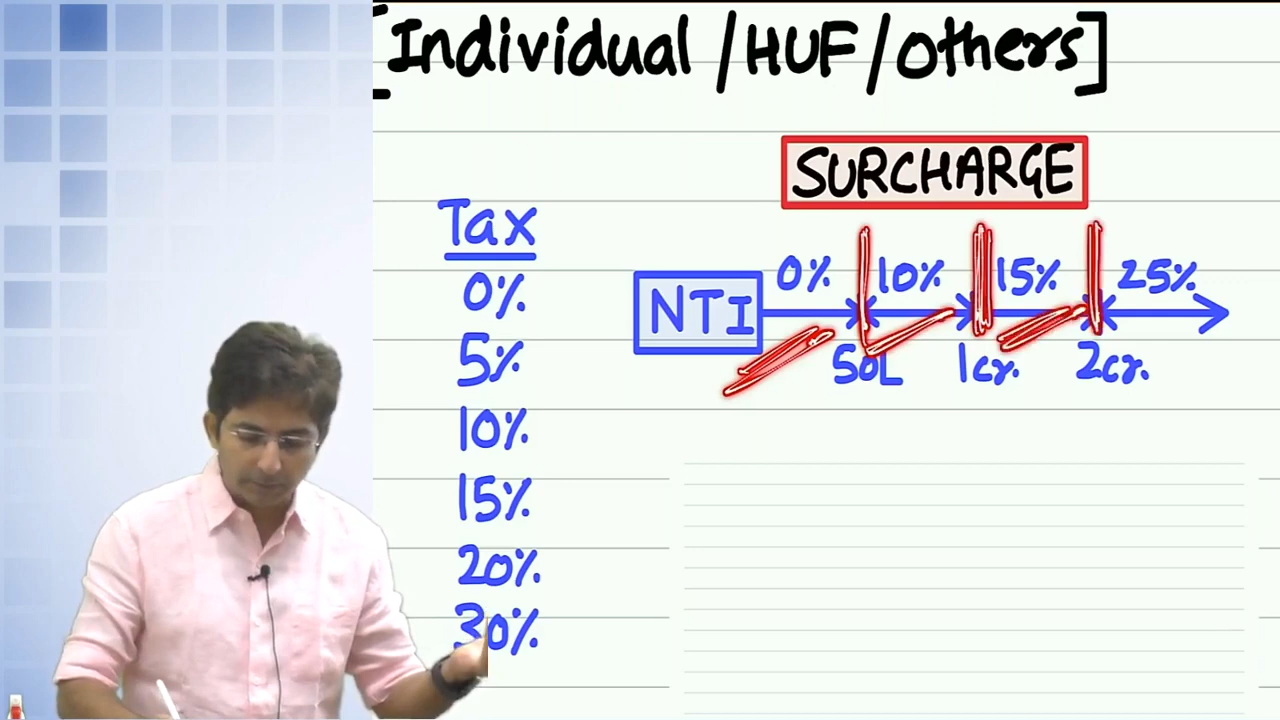 [Individual / HUF / Others]
SURCHARGE
Tax
0%
5%
10%
15%
20%
30%
NTI 0% 10% 15% 25%
50L 1cr. 2cr.